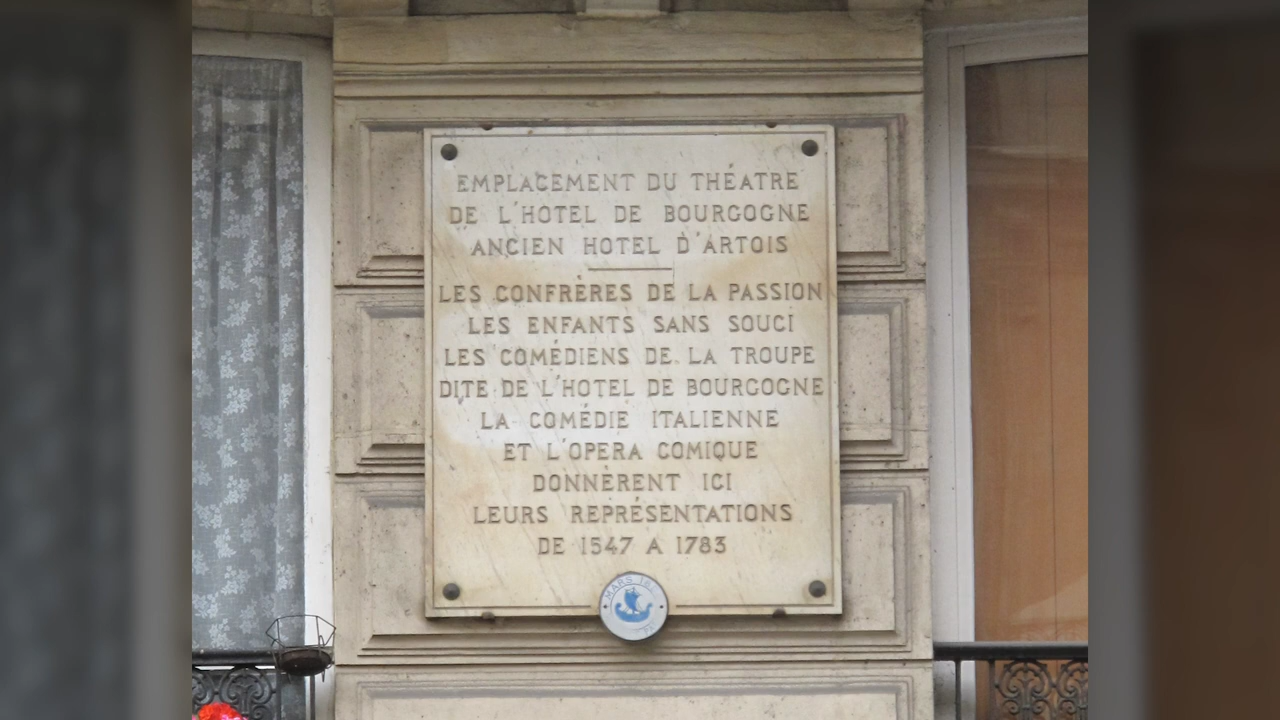 EMPLACEMENT DU THÉATRE
DE L'HOTEL DE BOURGOGNE
ANCIEN HOTEL D'ARTOIS
LES CONFRÈRES DE LA PASSION
LES ENFANTS SANS SOUCI
LES COMÉDIENS DE LA TROUPE
DITE DE L'HOTEL DE BOURGOGNE
LA COMÉDIE ITALIENNE
ET L'OPERA COMIQUE
DONNÈRENT ICI
LEURS REPRÉSENTATIONS
DE 1547 A 1783
MARS